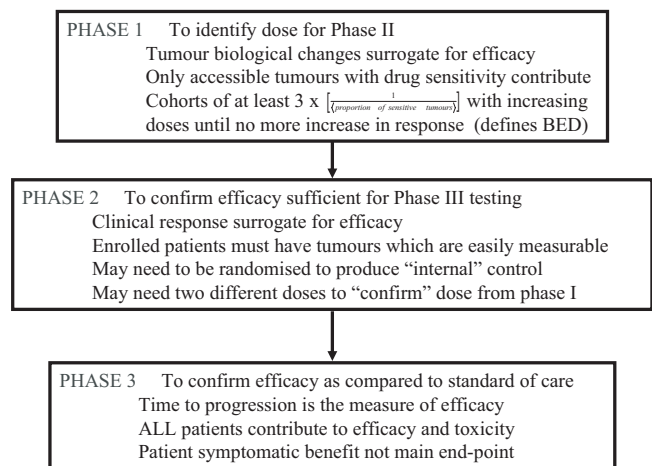 PHASE 1 To identify dose for Phase II
Tumour biological changes surrogate for efficacy
Only accessible tumours with drug sensitivity contribute
Cohorts of at least 3 x [1/(proportion of sensitive tumours)] with increasing
doses until no more increase in response (defines BED)
PHASE 2 To confirm efficacy sufficient for Phase III testing
Clinical response surrogate for efficacy
Enrolled patients must have tumours which are easily measurable
May need to be randomised to produce “internal” control
May need two different doses to “confirm” dose from phase I
PHASE 3 To confirm efficacy as compared to standard of care
Time to progression is the measure of efficacy
ALL patients contribute to efficacy and toxicity
Patient symptomatic benefit not main end-point